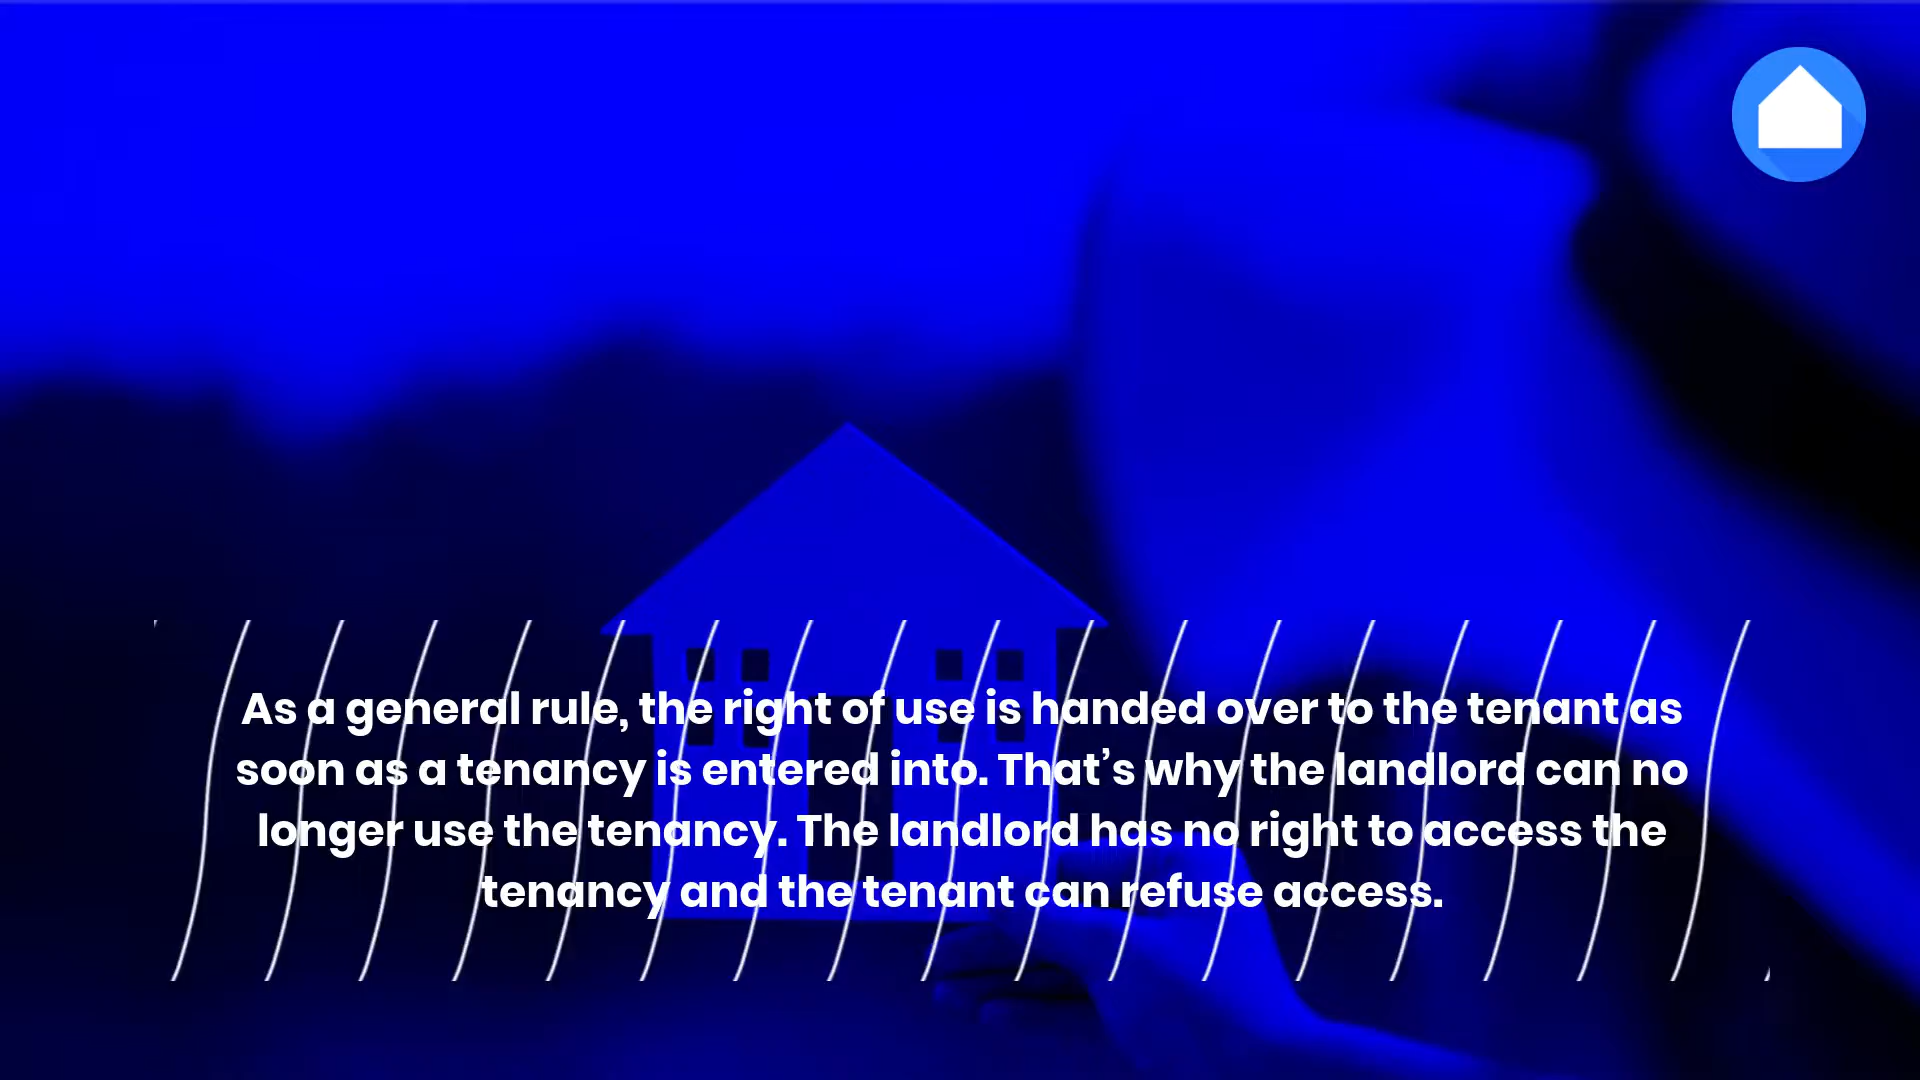 As a general rule, the right of use is handed over to the tenant as
soon as a tenancy is entered into. That’s why the landlord can no
longer use the tenancy. The landlord has no right to access the
tenancy and the tenant can refuse access.